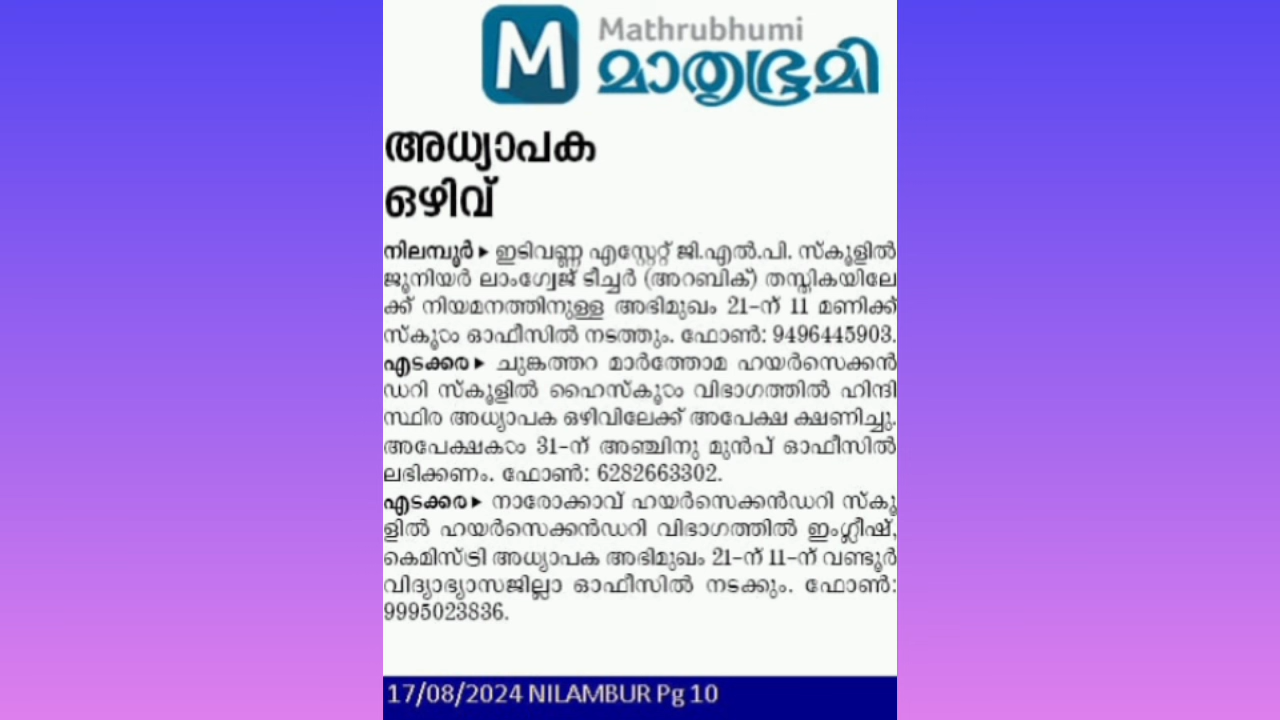 Mathrubhumi
മാതൃഭൂമി
അധ്യാപക
ഒഴിവ്
നിലമ്പൂർ ▸ ഇടിവണ്ണ എസ്റ്റേറ്റ് ജി.എൽ.പി. സ്കൂളിൽ
ജൂനിയർ ലാംഗ്വേജ് ടീച്ചർ (അറബിക്) തസ്തികയിലേ
ക്ക് നിയമനത്തിനുള്ള അഭിമുഖം 21-ന് 11 മണിക്ക്
സ്കൂൾ ഓഫീസിൽ നടത്തും. ഫോൺ: 9496445903.
എടക്കര ▸ ചുങ്കത്തറ മാർത്തോമ ഹയർസെക്കൻ
ഡറി സ്കൂളിൽ ഹൈസ്കൂൾ വിഭാഗത്തിൽ ഹിന്ദി
സ്ഥിര അധ്യാപക ഒഴിവിലേക്ക് അപേക്ഷ ക്ഷണിച്ചു.
അപേക്ഷകൾ 31-ന് അഞ്ചിനു മുൻപ് ഓഫീസിൽ
ലഭിക്കണം. ഫോൺ: 6282663302.
എടക്കര ▸ നാരോക്കാവ് ഹയർസെക്കൻഡറി സ്കൂ
ളിൽ ഹയർസെക്കൻഡറി വിഭാഗത്തിൽ ഇംഗ്ലീഷ്,
കെമിസ്ട്രി അധ്യാപക അഭിമുഖം 21-ന് 11-ന് വണ്ടൂർ
വിദ്യാഭ്യാസജില്ലാ ഓഫീസിൽ നടക്കും. ഫോൺ:
9995023836.
17/08/2024 NILAMBUR Pg 10